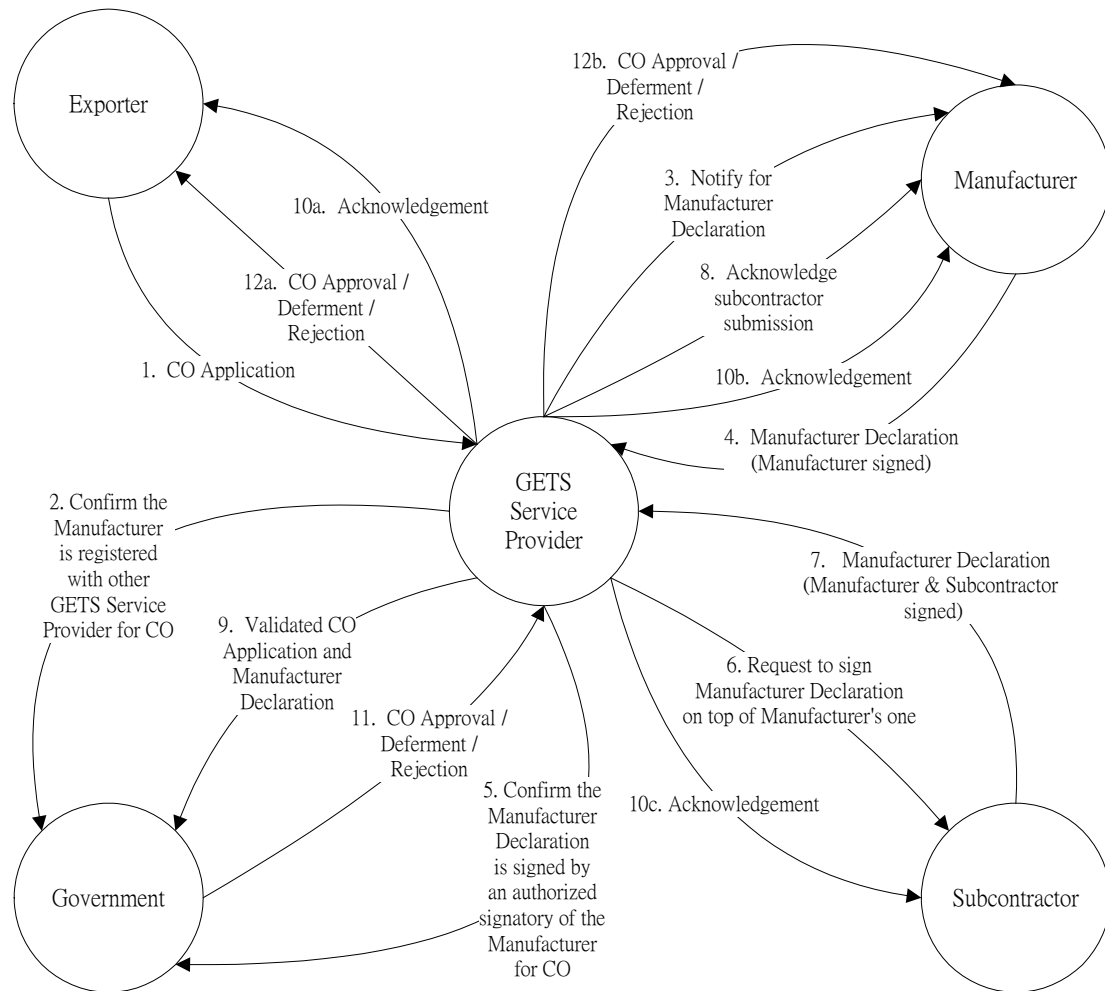 12b. CO Approval /
Deferment /
Rejection
Exporter
3. Notify for
Manufacturer
Declaration
Manufacturer
10a. Acknowledgement
12a. CO Approval /
Deferment /
Rejection
8. Acknowledge
subcontractor
submission
1. CO Application
10b. Acknowledgement
4. Manufacturer Declaration
(Manufacturer signed)
GETS
Service
Provider
2. Confirm the
Manufacturer
is registered
with other
GETS Service
Provider for CO
7. Manufacturer Declaration
(Manufacturer & Subcontractor
signed)
9. Validated CO
Application and
Manufacturer
Declaration
6. Request to sign
Manufacturer Declaration
on top of Manufacturer's one
11. CO Approval /
Deferment /
Rejection
5. Confirm the
Manufacturer
Declaration
is signed by
an authorized
signatory of the
Manufacturer
for CO
10c. Acknowledgement
Government
Subcontractor